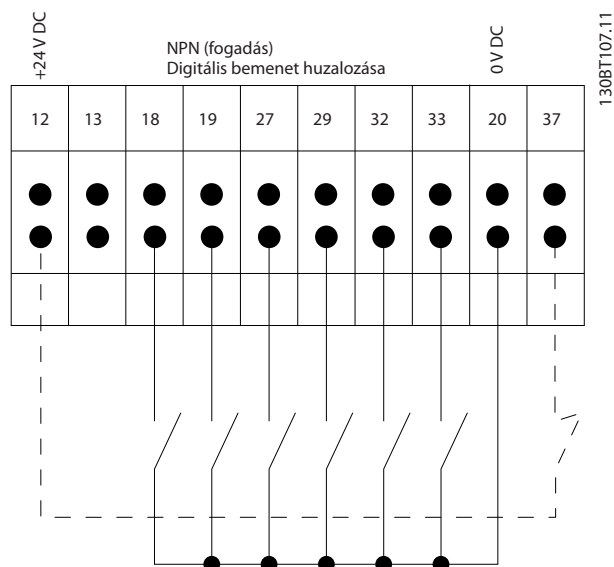 +24 V DC
NPN (fogadás)
Digitális bemenet huzalozása
0 V DC
130BT107.11
12 13 18 19 27 29 32 33 20 37